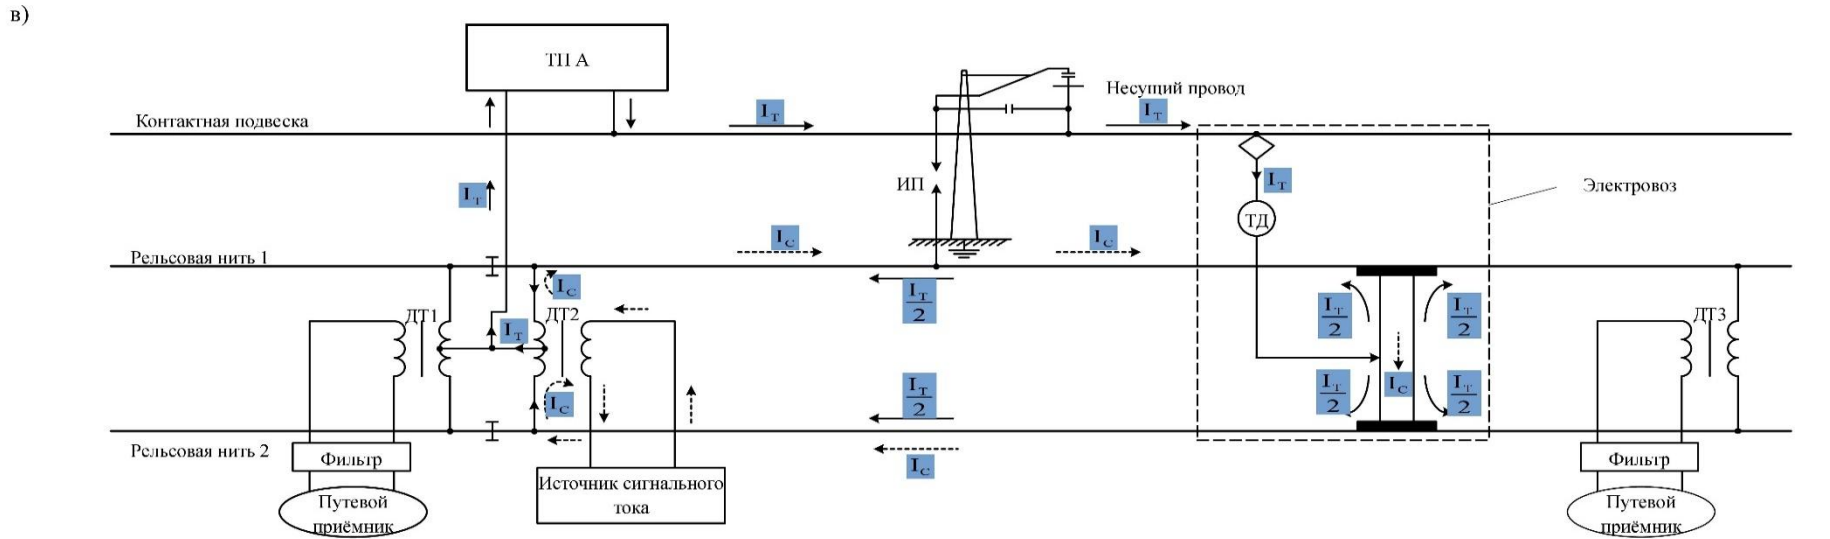 в)
ТП А
Несущий провод
Контактная подвеска
Iт
Iт
Iт
Iт
ИП
ТД
Электровоз
Рельсовая нить 1
Iс
Iс
Iс
Iт
2
Iт
2
Iт
2
ДТ1
Iт
ДТ2
ДТ3
Iс
Iт
2
Iс
Iт
2
Iт
2
Рельсовая нить 2
Iс
Фильтр
Источник сигнального
тока
Путевой
приёмник
Фильтр
Путевой
приёмник